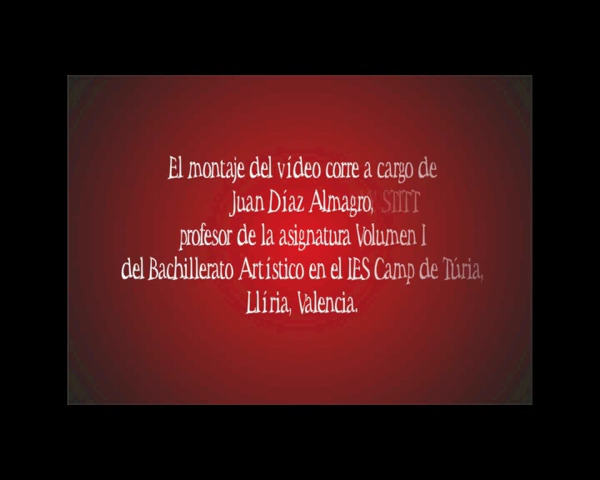 El montaje del vídeo corre a cargo de
Juan Díaz Almagro,
profesor de la asignatura Volumen I
del Bachillerato Artístico en el IES Camp de Túria,
Llíria, Valencia.